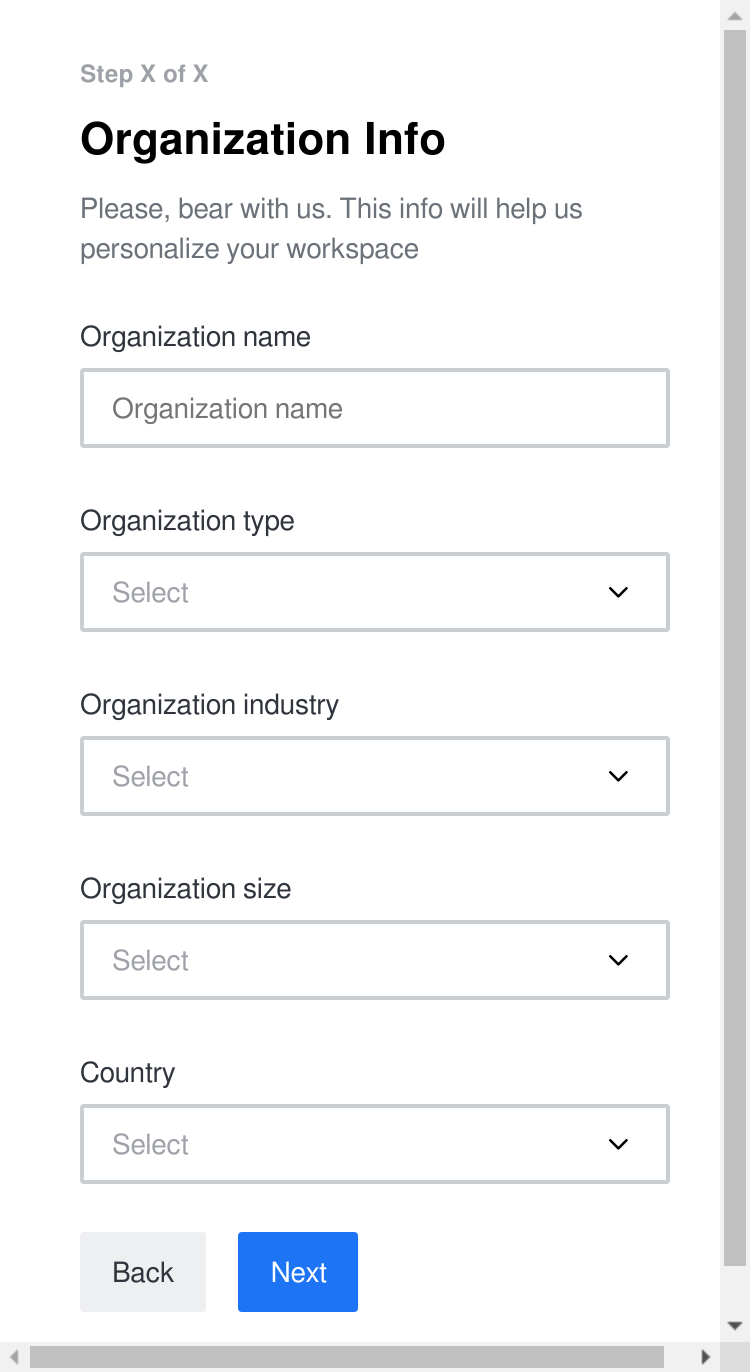 Step X of X
Organization Info
Please, bear with us. This info will help us
personalize your workspace
Organization name
Organization name
Organization type
Select
Organization industry
Select
Organization size
Select
Country
Select
Back Next